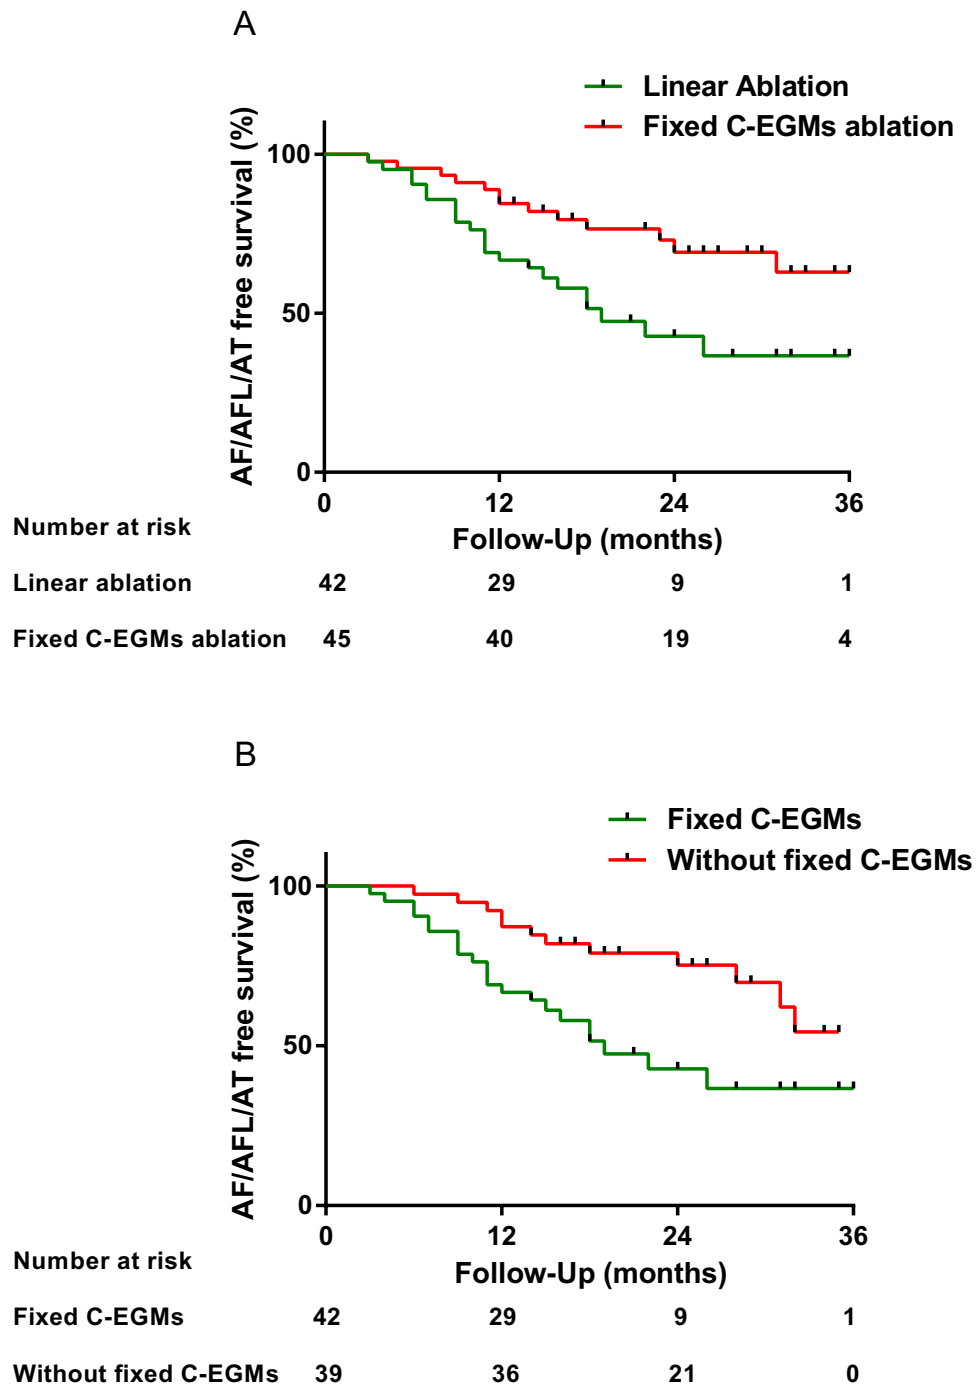 A
Linear Ablation
Fixed C-EGMs ablation
AF/AFL/AT free survival (%)
100
50
0
0 12 24 36
Follow-Up (months)
Number at risk
Linear ablation 42 29 9 1
Fixed C-EGMs ablation 45 40 19 4
B
Fixed C-EGMs
Without fixed C-EGMs
AF/AFL/AT free survival (%)
100
50
0
0 12 24 36
Follow-Up (months)
Number at risk
Fixed C-EGMs 42 29 9 1
Without fixed C-EGMs 39 36 21 0